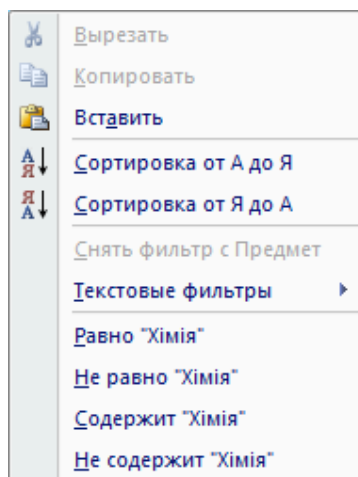 Вырезать
Копировать
Вставить
Сортировка от А до Я
Сортировка от Я до А
Снять фильтр с Предмет
Текстовые фильтры
Равно "Хімія"
Не равно "Хімія"
Содержит "Хімія"
Не содержит "Хімія"